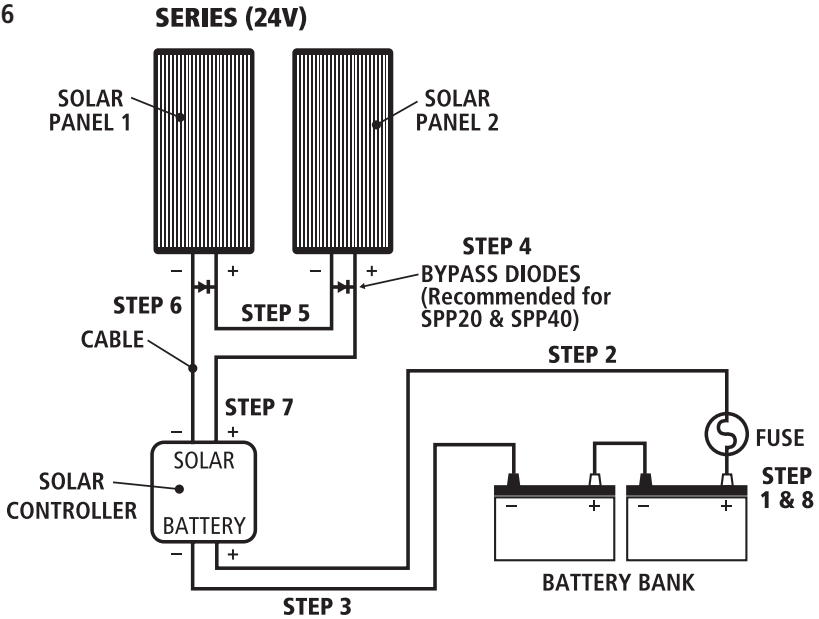 6
SERIES (24V)
SOLAR
PANEL 1
SOLAR
PANEL 2
STEP 4
BYPASS DIODES
(Recommended for
SPP20 & SPP40)
− + − +
STEP 6
STEP 5
CABLE
STEP 2
STEP 7
− +
FUSE
SOLAR
SOLAR
CONTROLLER
STEP
1 & 8
BATTERY
− + − +
− +
BATTERY BANK
STEP 3